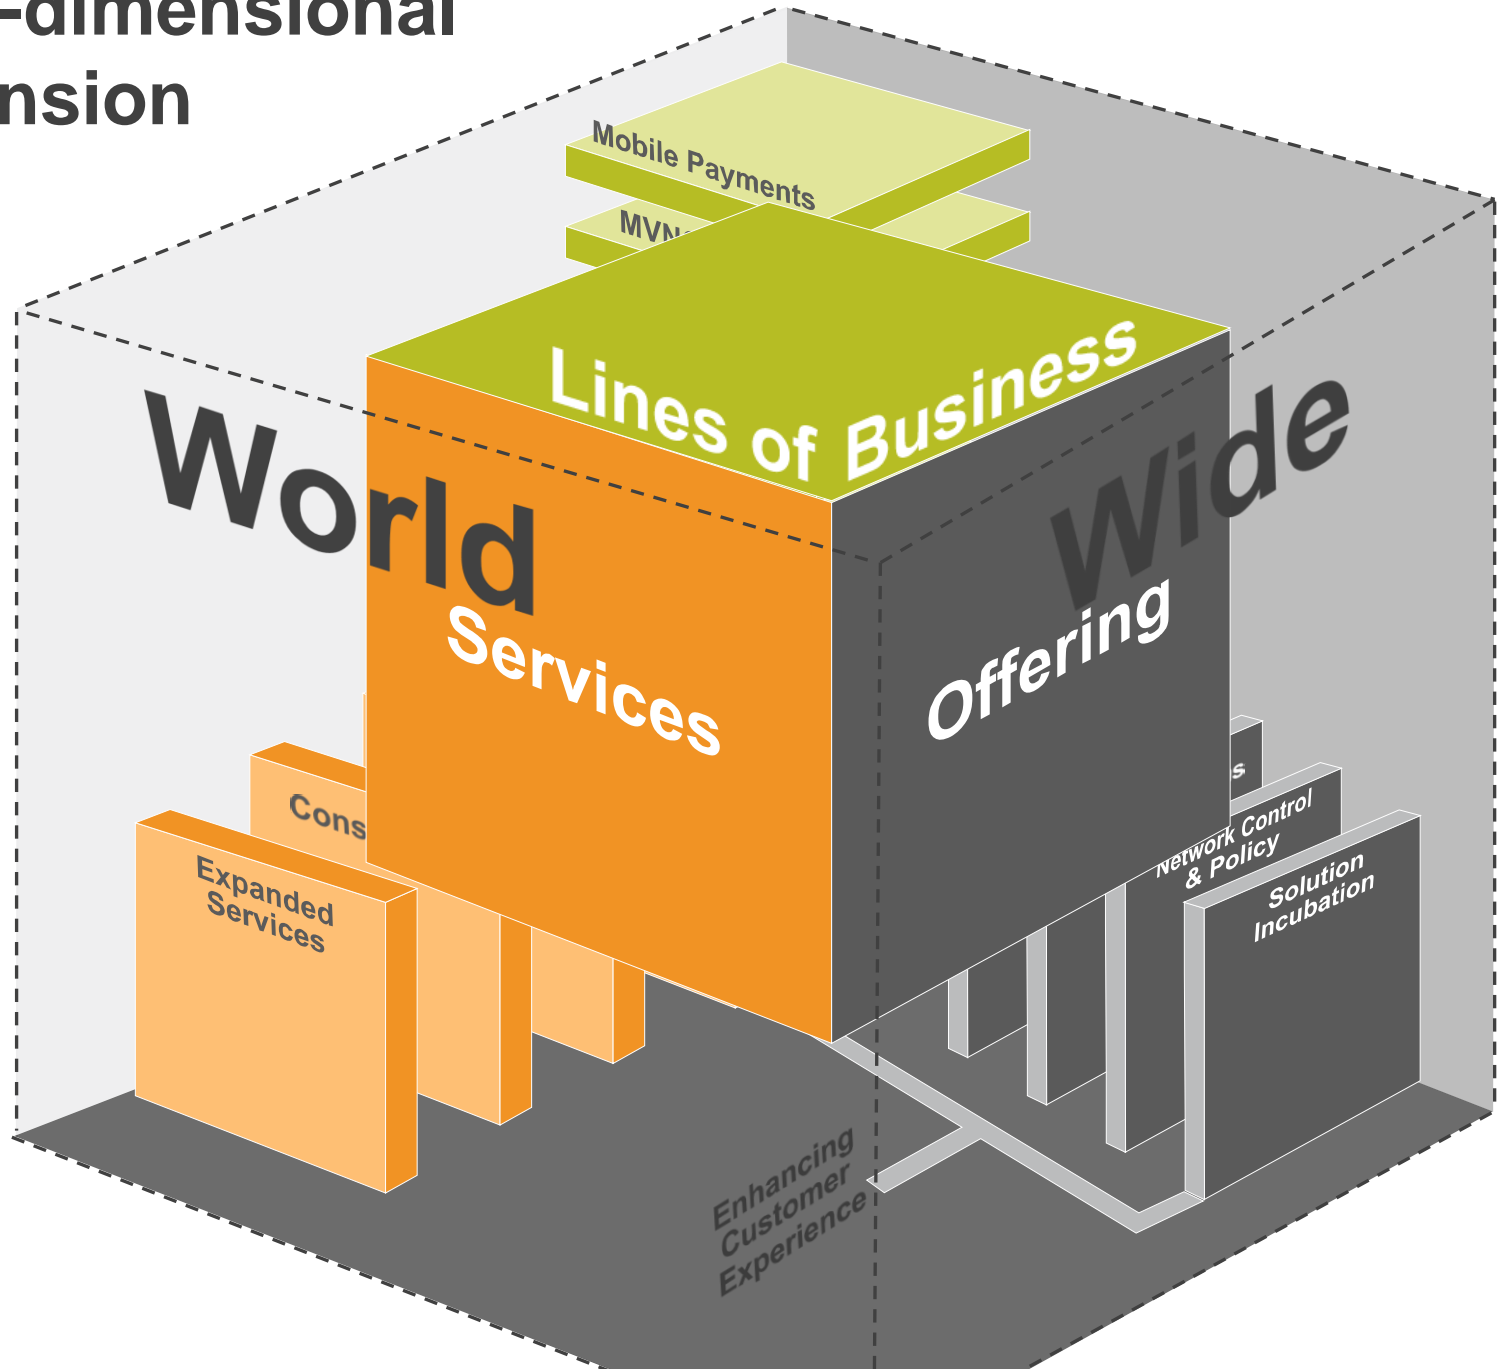 -dimensional
nsion
Mobile Payments
Lines of Business
World
Wide
Services
Offering
Expanded
Services
Network Control
& Policy
Solution
Incubation
Enhancing
Customer
Experience